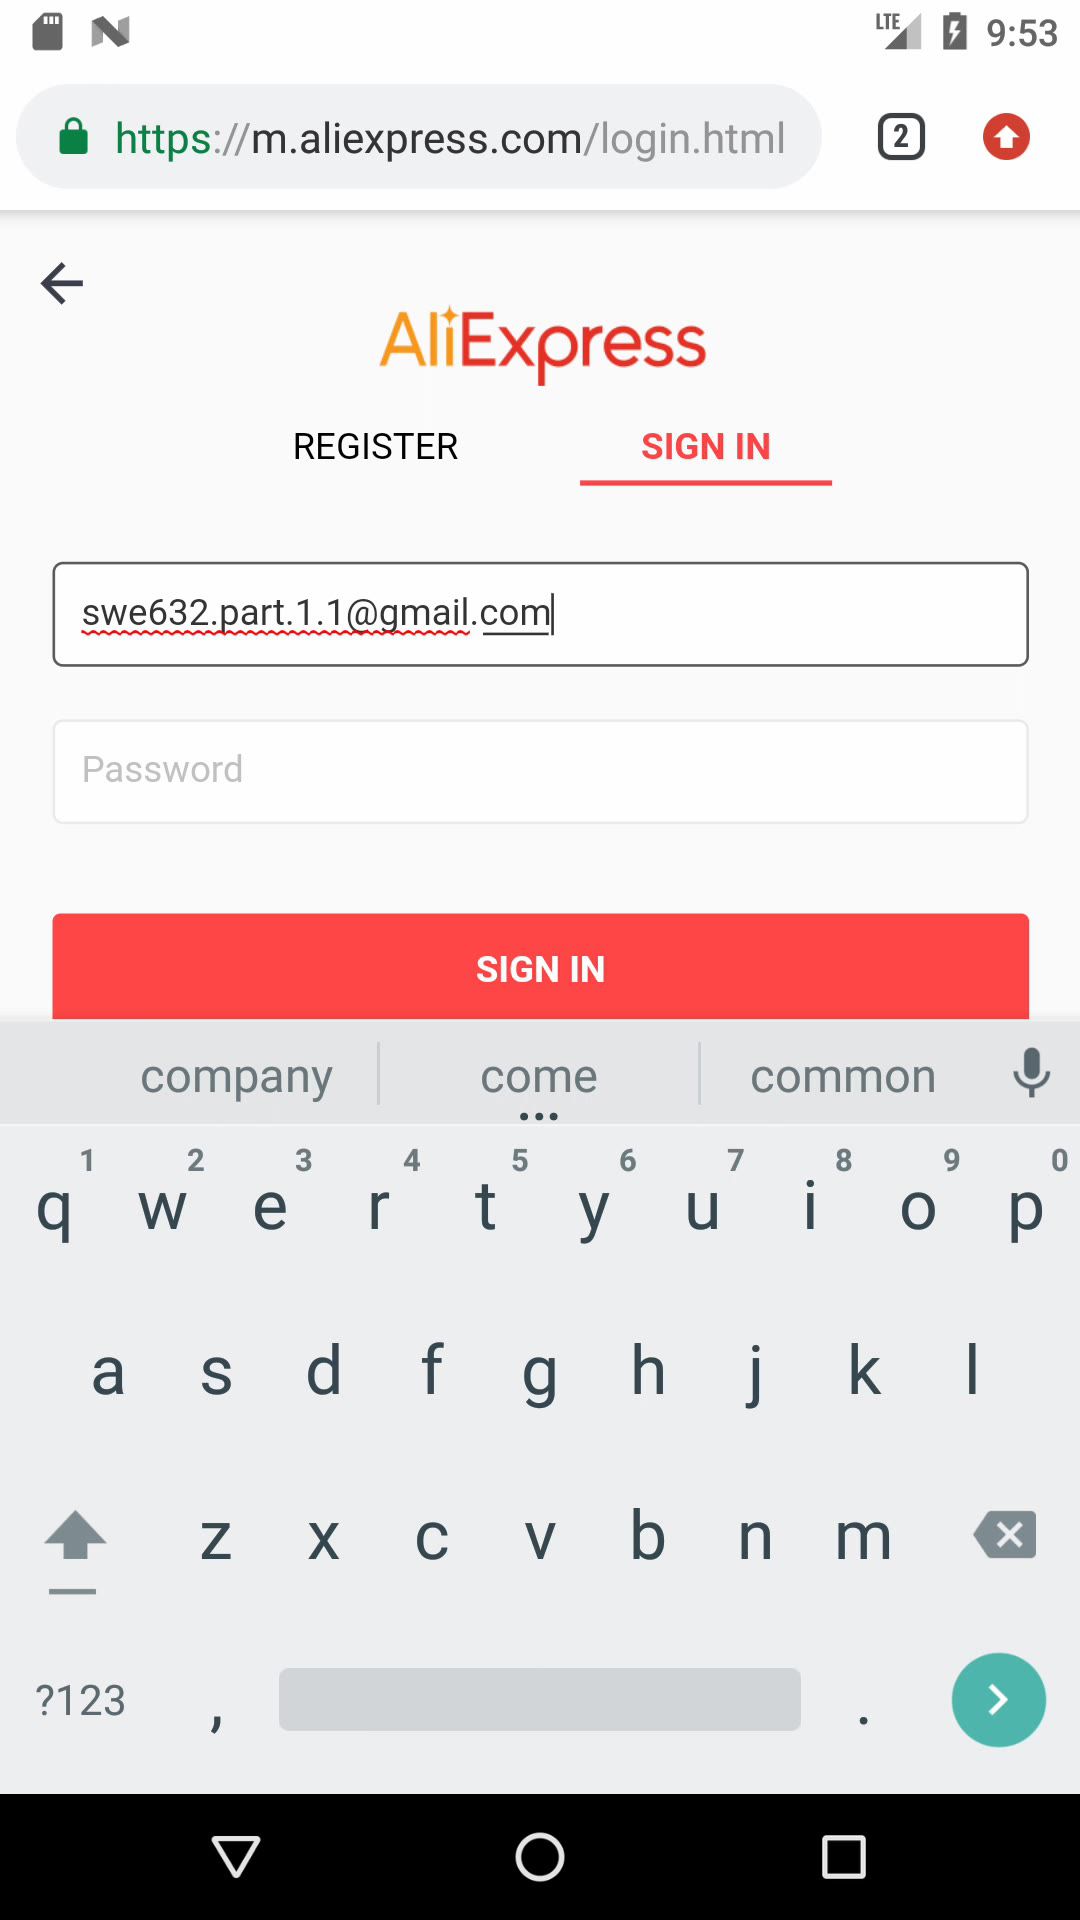 LTE 9:53
https://m.aliexpress.com/login.html 2
AliExpress
REGISTER SIGN IN
swe632.part.1.1@gmail.com
Password
SIGN IN
company come common
1 2 3 4 5 6 7 8 9 0
q w e r t y u i o p
a s d f g h j k l
z x c v b n m
?123 , .